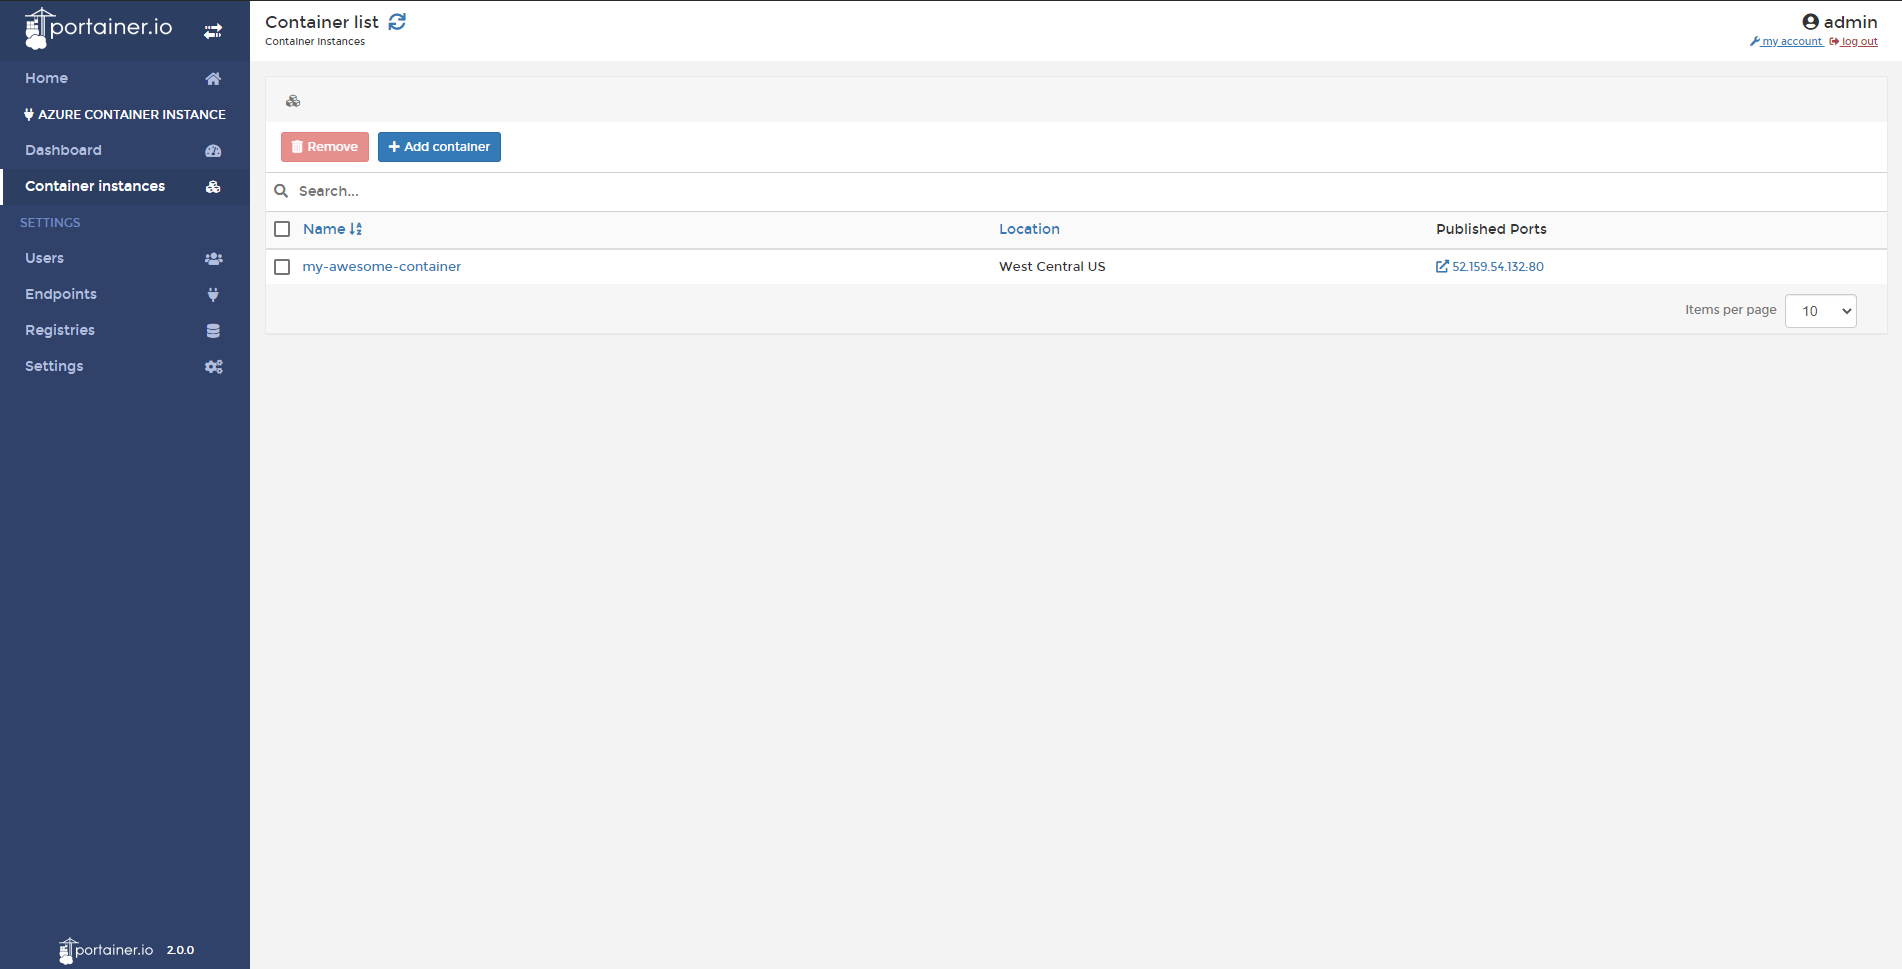 portainer.io
Home
AZURE CONTAINER INSTANCE
Dashboard
Container instances
SETTINGS
Users
Endpoints
Registries
Settings
portainer.io 2.0.0
Container list
Container instances
admin
my account log out
Remove
Add container
Search...
Name Location Published Ports
my-awesome-container West Central US 52.159.54.132:80
Items per page 10